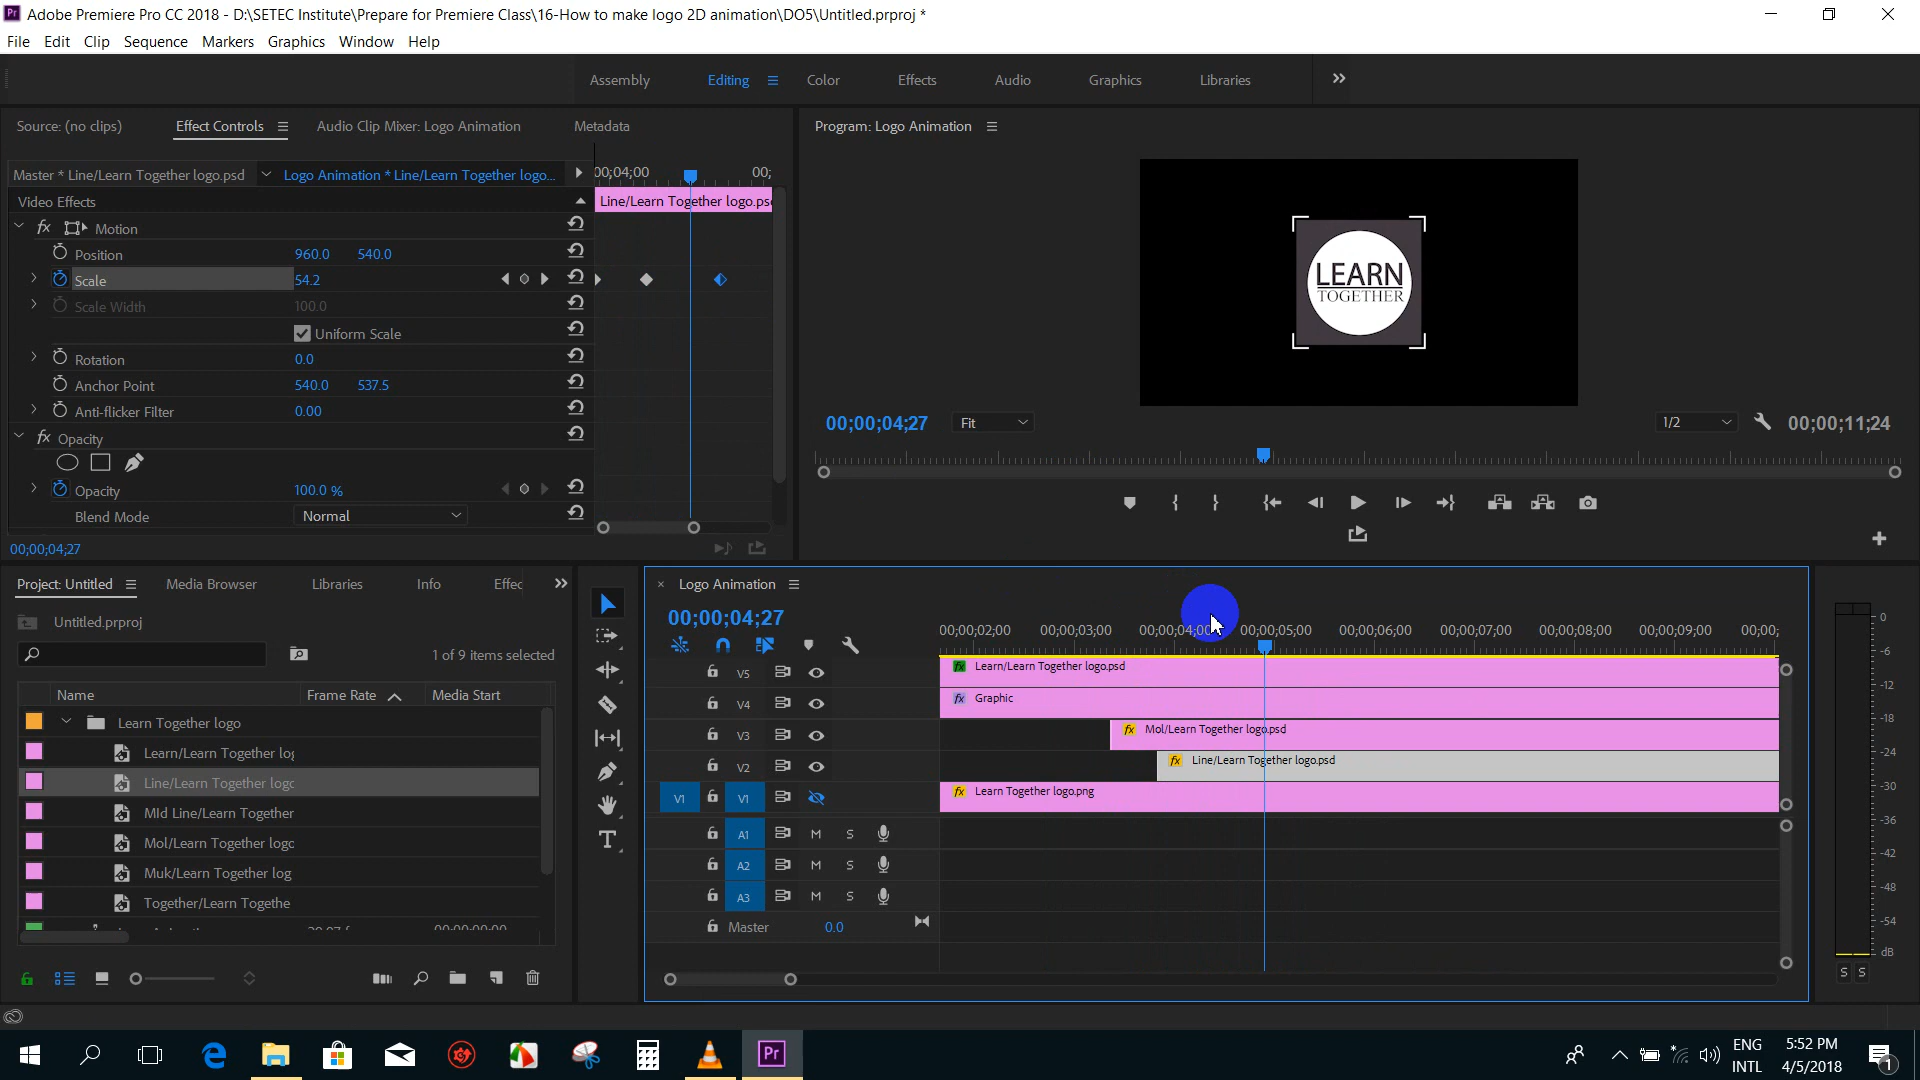 Adobe Premiere Pro CC 2018 - D:\SETEC Institute\Prepare for Premiere Class\16-How to make logo 2D animation\DO5\Untitled.prproj *
File Edit Clip Sequence Markers Graphics Window Help
Assembly Editing Color Effects Audio Graphics Libraries
Source: (no clips) Effect Controls Audio Clip Mixer: Logo Animation Metadata
Program: Logo Animation
Master * Line/Learn Together logo.psd Logo Animation * Line/Learn Together logo... 00;04;00 00;
Video Effects Line/Learn Together logo.psd
fx Motion
Position 960.0 540.0
Scale 54.2
Scale Width 100.0
Uniform Scale
Rotation 0.0
Anchor Point 540.0 537.5
Anti-flicker Filter 0.00
fx Opacity
Opacity 100.0 %
Blend Mode Normal
00;00;04;27
LEARN
TOGETHER
00;00;04;27 Fit 1/2 00;00;11;24
Project: Untitled Media Browser Libraries Info Effec
Untitled.prproj
1 of 9 items selected
Name Frame Rate Media Start
Learn Together logo
Learn/Learn Together log
Line/Learn Together logo
MId Line/Learn Together
Mol/Learn Together logo
Muk/Learn Together log
Together/Learn Togethe
Logo Animation
00;00;04;27
00;00;02;00 00;00;03;00 00;00;04;00 00;00;05;00 00;00;06;00 00;00;07;00 00;00;08;00 00;00;09;00 00;00;
V5 fx Learn/Learn Together logo.psd
V4 fx Graphic
V3 fx Mol/Learn Together logo.psd
V2 fx Line/Learn Together logo.psd
V1 V1 fx Learn Together logo.png
A1 M S
A2 M S
A3 M S
Master 0.0
0
-6
-12
-18
-24
-30
-36
-42
-48
-54
dB
S S
Pr
ENG
INTL
5:52 PM
4/5/2018
1